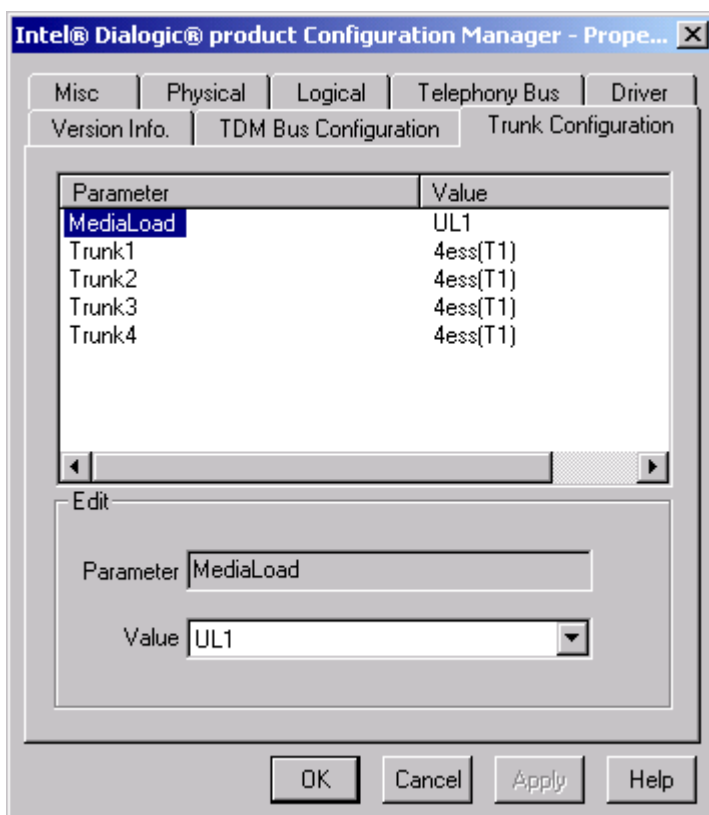 Intel® Dialogic® product Configuration Manager - Prope...
Misc Physical Logical Telephony Bus Driver
Version Info. TDM Bus Configuration Trunk Configuration
Parameter Value
MediaLoad UL1
Trunk1 4ess(T1)
Trunk2 4ess(T1)
Trunk3 4ess(T1)
Trunk4 4ess(T1)
Edit
Parameter MediaLoad
Value UL1
OK Cancel Apply Help